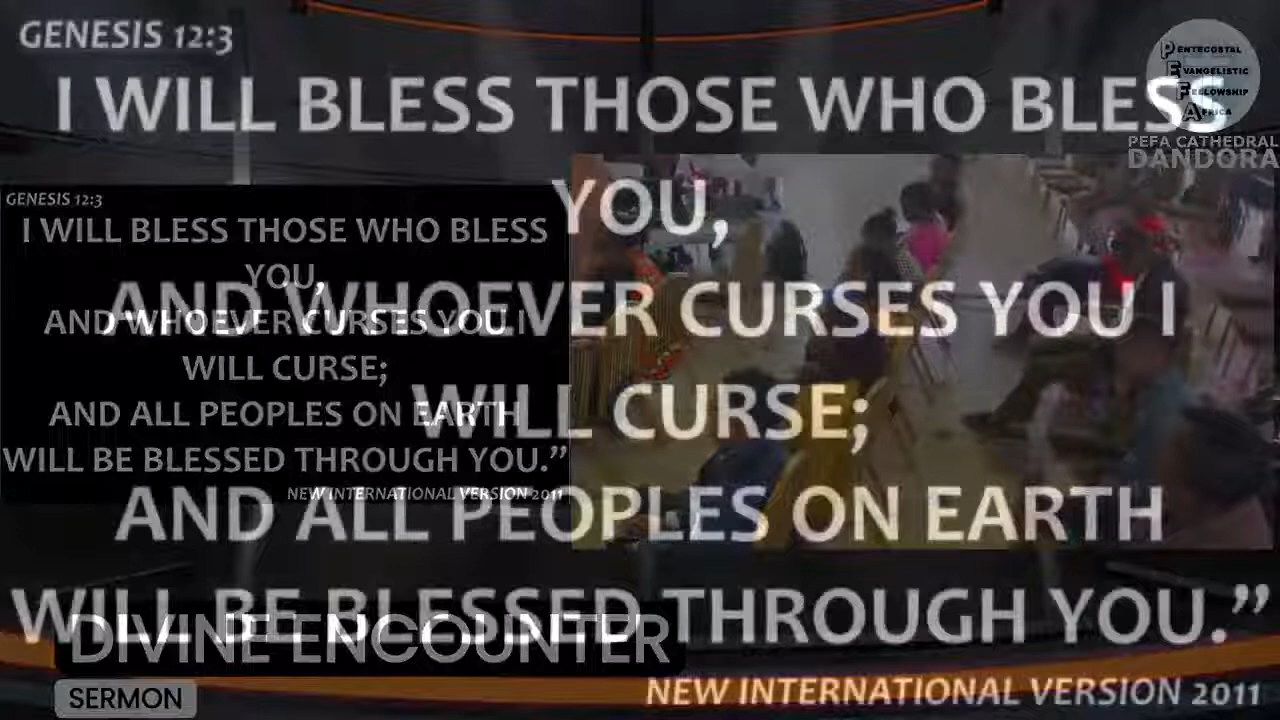 GENESIS 12:3
I WILL BLESS THOSE WHO BLESS
YOU,
AND WHOEVER CURSES YOU I
WILL CURSE;
AND ALL PEOPLES ON EARTH
WILL BE BLESSED THROUGH YOU.”
NEW INTERNATIONAL VERSION 2011
PENTECOSTAL
EVANGELISTIC
FELLOWSHIP
AFRICA
PEFA CATHEDRAL
DANDORA
GENESIS 12:3
I WILL BLESS THOSE WHO BLESS
YOU,
AND WHOEVER CURSES YOU I
WILL CURSE;
AND ALL PEOPLES ON EARTH
WILL BE BLESSED THROUGH YOU.”
NEW INTERNATIONAL VERSION 2011
DIVINE ENCOUNTER
SERMON